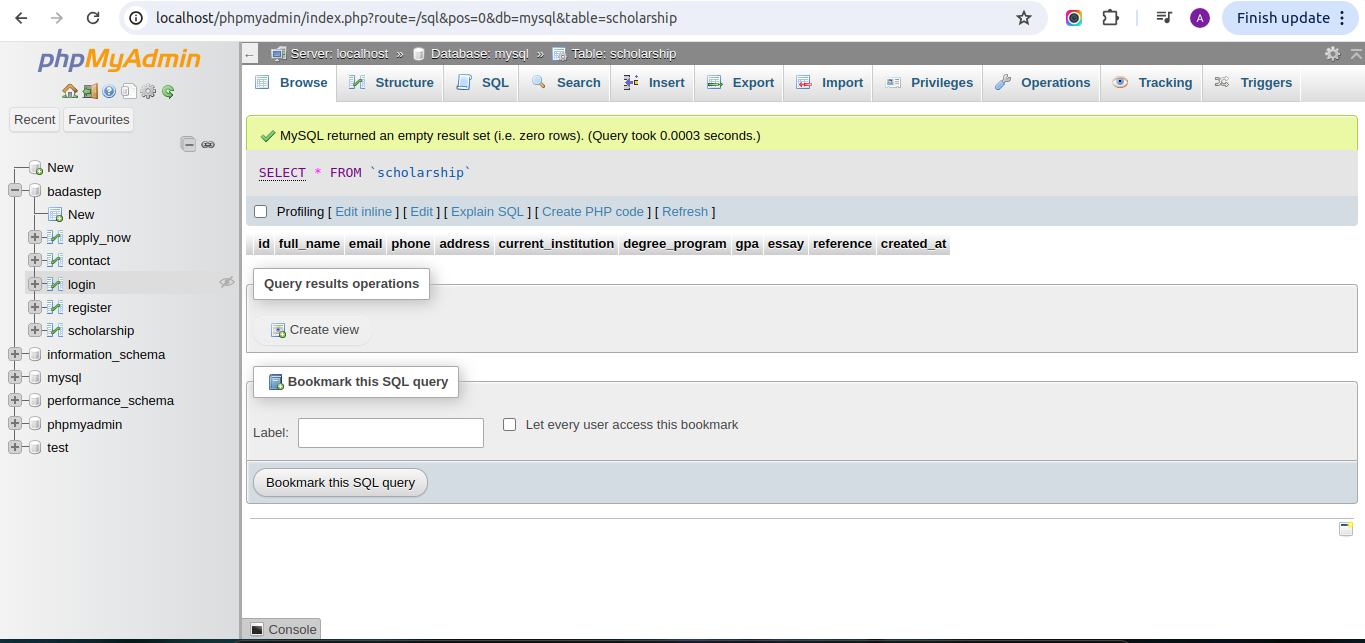 localhost/phpmyadmin/index.php?route=/sql&pos=0&db=mysql&table=scholarship
A
Finish update
phpMyAdmin
Recent
Favourites
New
badastep
New
apply_now
contact
login
register
scholarship
information_schema
mysql
performance_schema
phpmyadmin
test
Server: localhost » Database: mysql » Table: scholarship
Browse Structure SQL Search Insert Export Import Privileges Operations Tracking Triggers
MySQL returned an empty result set (i.e. zero rows). (Query took 0.0003 seconds.)
SELECT * FROM `scholarship`
Profiling [ Edit inline ] [ Edit ] [ Explain SQL ] [ Create PHP code ] [ Refresh ]
id full_name email phone address current_institution degree_program gpa essay reference created_at
Query results operations
Create view
Bookmark this SQL query
Label:
Let every user access this bookmark
Bookmark this SQL query
Console